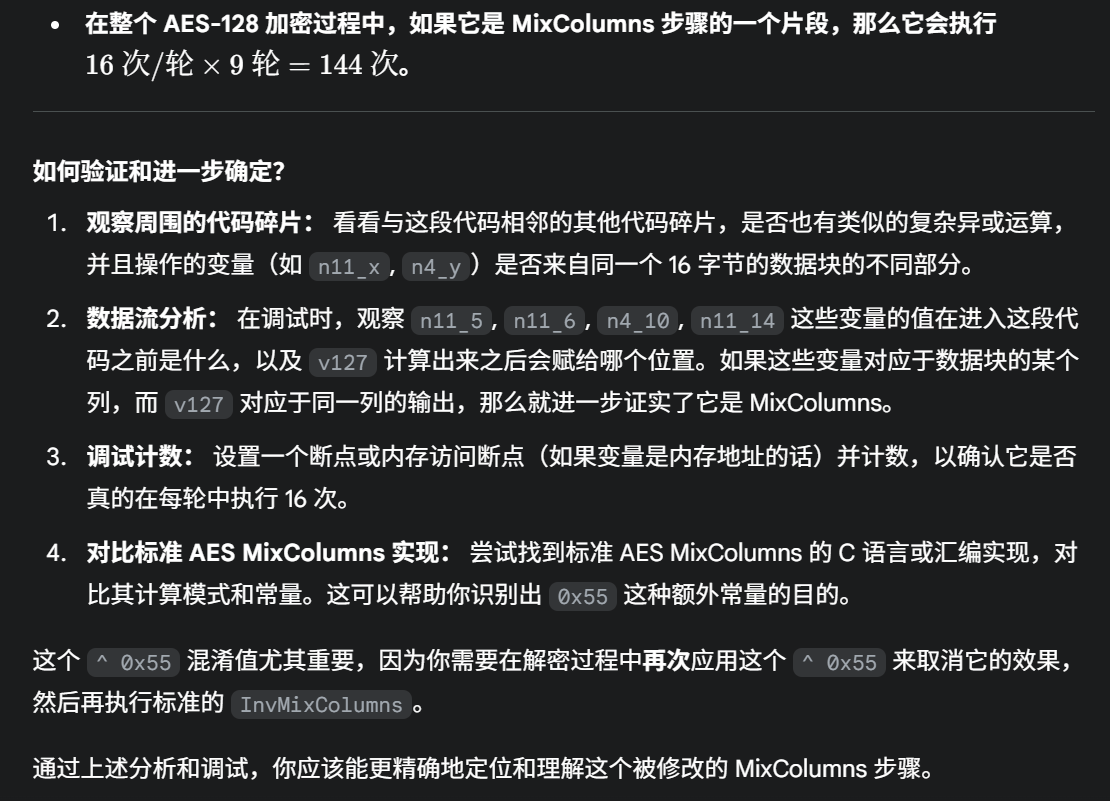 • 在整个 AES-128 加密过程中，如果它是 MixColumns 步骤的一个片段，那么它会执行
16 次/轮 × 9 轮 = 144 次。
如何验证和进一步确定？
1. 观察周围的代码碎片： 看看与这段代码相邻的其他代码碎片，是否也有类似的复杂异或运算，
并且操作的变量（如 n11_x, n4_y）是否来自同一个 16 字节的数据块的不同部分。
2. 数据流分析： 在调试时，观察 n11_5, n11_6, n4_10, n11_14 这些变量的值在进入这段代
码之前是什么，以及 v127 计算出来之后会赋给哪个位置。如果这些变量对应于数据块的某个
列，而 v127 对应于同一列的输出，那么就进一步证实了它是 MixColumns。
3. 调试计数： 设置一个断点或内存访问断点（如果变量是内存地址的话）并计数，以确认它是否
真的在每轮中执行 16 次。
4. 对比标准 AES MixColumns 实现： 尝试找到标准 AES MixColumns 的 C 语言或汇编实现，对
比其计算模式和常量。这可以帮助你识别出 0x55 这种额外常量的目的。
这个 ^ 0x55 混淆值尤其重要，因为你需要在解密过程中再次应用这个 ^ 0x55 来取消它的效果，
然后再执行标准的 InvMixColumns。
通过上述分析和调试，你应该能更精确地定位和理解这个被修改的 MixColumns 步骤。